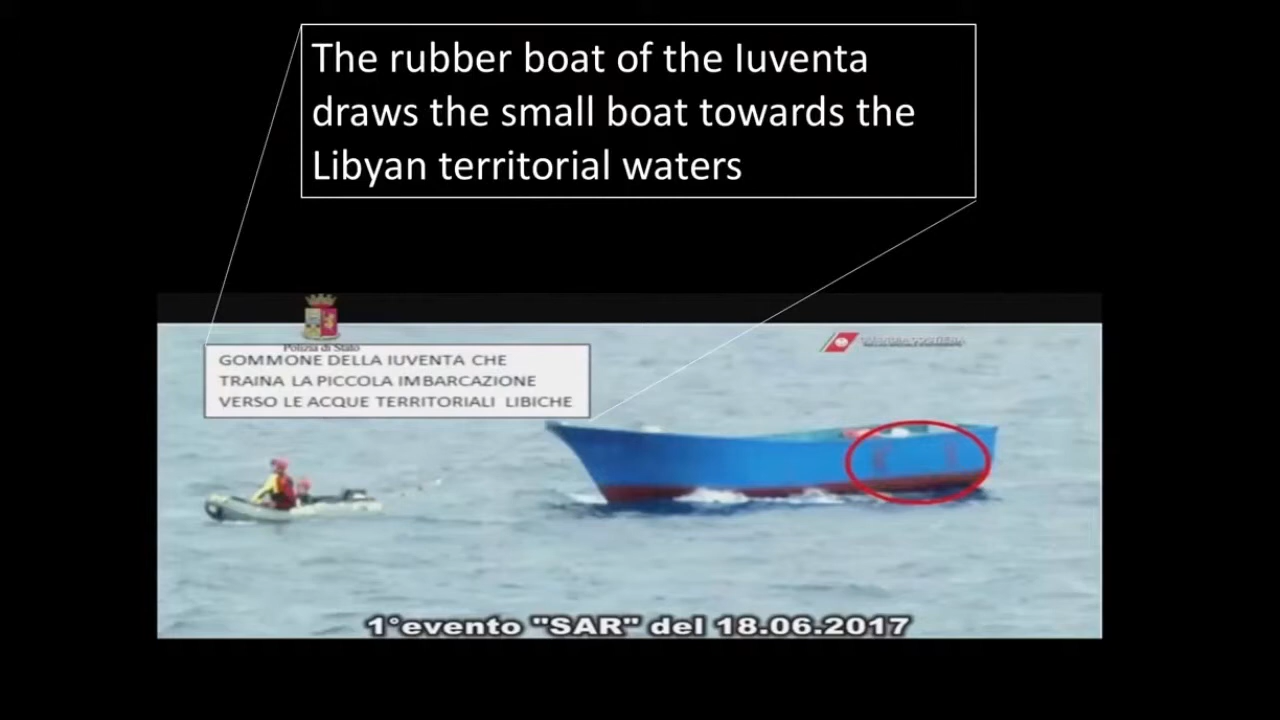 The rubber boat of the Iuventa
draws the small boat towards the
Libyan territorial waters
Polizia di Stato
GOMMONE DELLA IUVENTA CHE
TRAINA LA PICCOLA IMBARCAZIONE
VERSO LE ACQUE TERRITORIALI LIBICHE
1°evento "SAR" del 18.06.2017